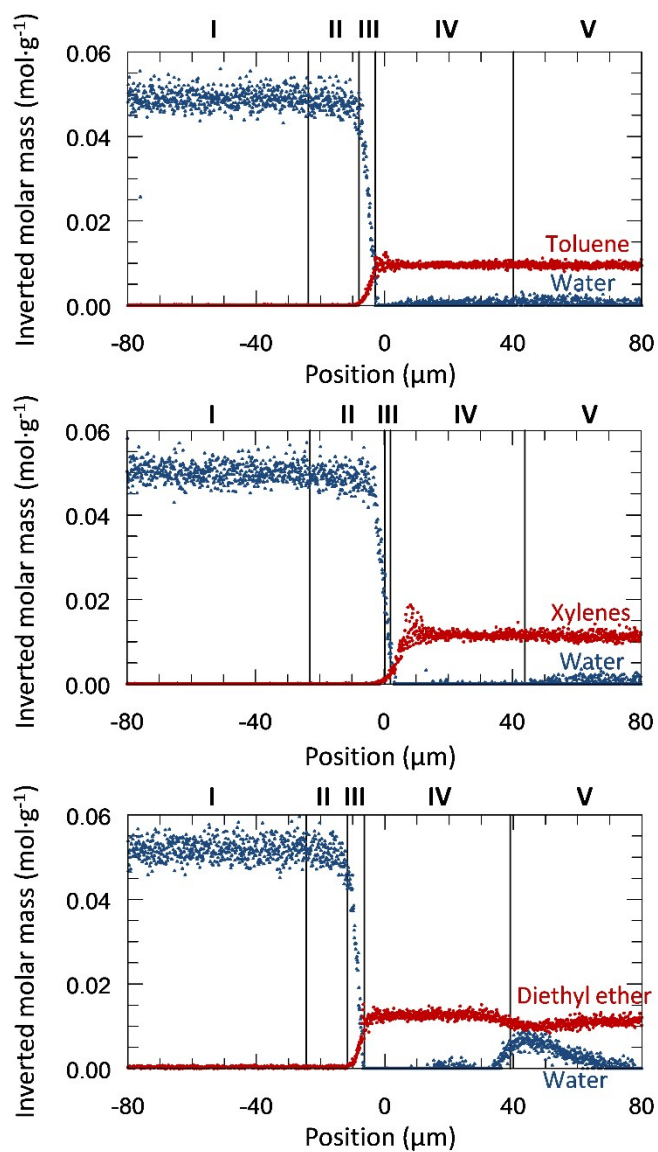 I II III IV V
Inverted molar mass (mol·g⁻¹)
0.06
0.04
0.02
0.00
Toluene
Water
-80 -40 0 40 80
Position (µm)
I II III IV V
Inverted molar mass (mol·g⁻¹)
0.06
0.04
0.02
0.00
Xylenes
Water
-80 -40 0 40 80
Position (µm)
I II III IV V
Inverted molar mass (mol·g⁻¹)
0.06
0.04
0.02
0.00
Diethyl ether
Water
-80 -40 0 40 80
Position (µm)